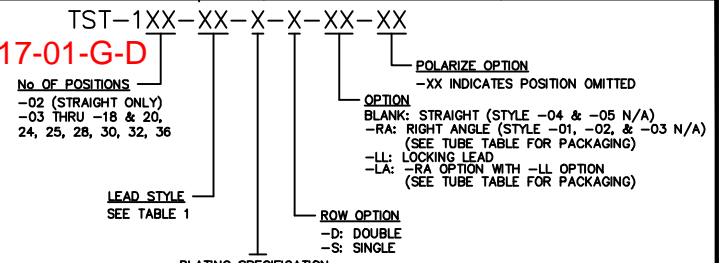 TST-1XX-XX-X-X-XX-XX
17-01-G-D
POLARIZE OPTION
-XX INDICATES POSITION OMITTED
No OF POSITIONS
-02 (STRAIGHT ONLY)
-03 THRU -18 & 20,
24, 25, 28, 30, 32, 36
OPTION
BLANK: STRAIGHT (STYLE -04 & -05 N/A)
-RA: RIGHT ANGLE (STYLE -01, -02, & -03 N/A)
(SEE TUBE TABLE FOR PACKAGING)
-LL: LOCKING LEAD
-LA: -RA OPTION WITH -LL OPTION
(SEE TUBE TABLE FOR PACKAGING)
LEAD STYLE
SEE TABLE 1
ROW OPTION
-D: DOUBLE
-S: SINGLE
PLATING SPECIFICATION